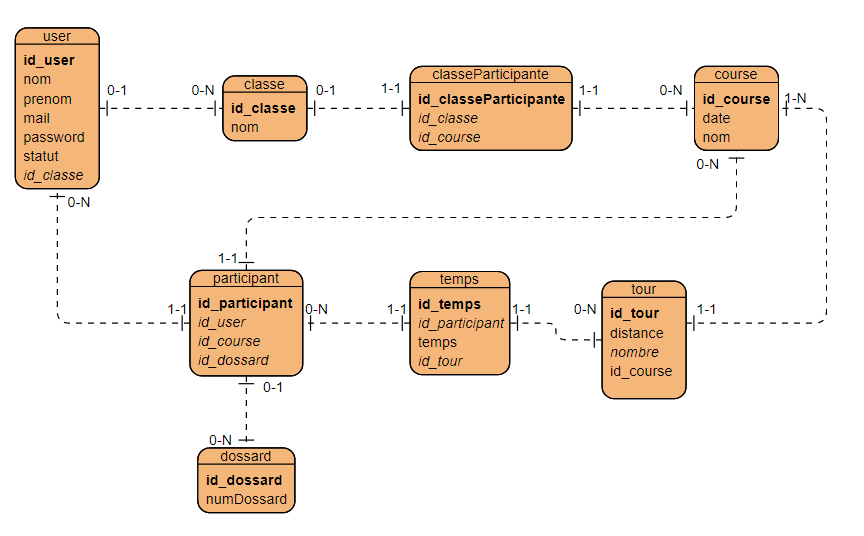 user
id_user
nom
prenom
mail
password
statut
id_classe
0-1
0-N
classe
id_classe
nom
0-1
1-1
classeParticipante
id_classeParticipante
id_classe
id_course
1-1
0-N
course
id_course
date
nom
1-N
0-N
0-N
1-1
1-1
participant
id_participant
id_user
id_course
id_dossard
0-N
1-1
temps
id_temps
id_participant
temps
id_tour
1-1
0-N
tour
id_tour
distance
nombre
id_course
1-1
0-1
0-N
dossard
id_dossard
numDossard